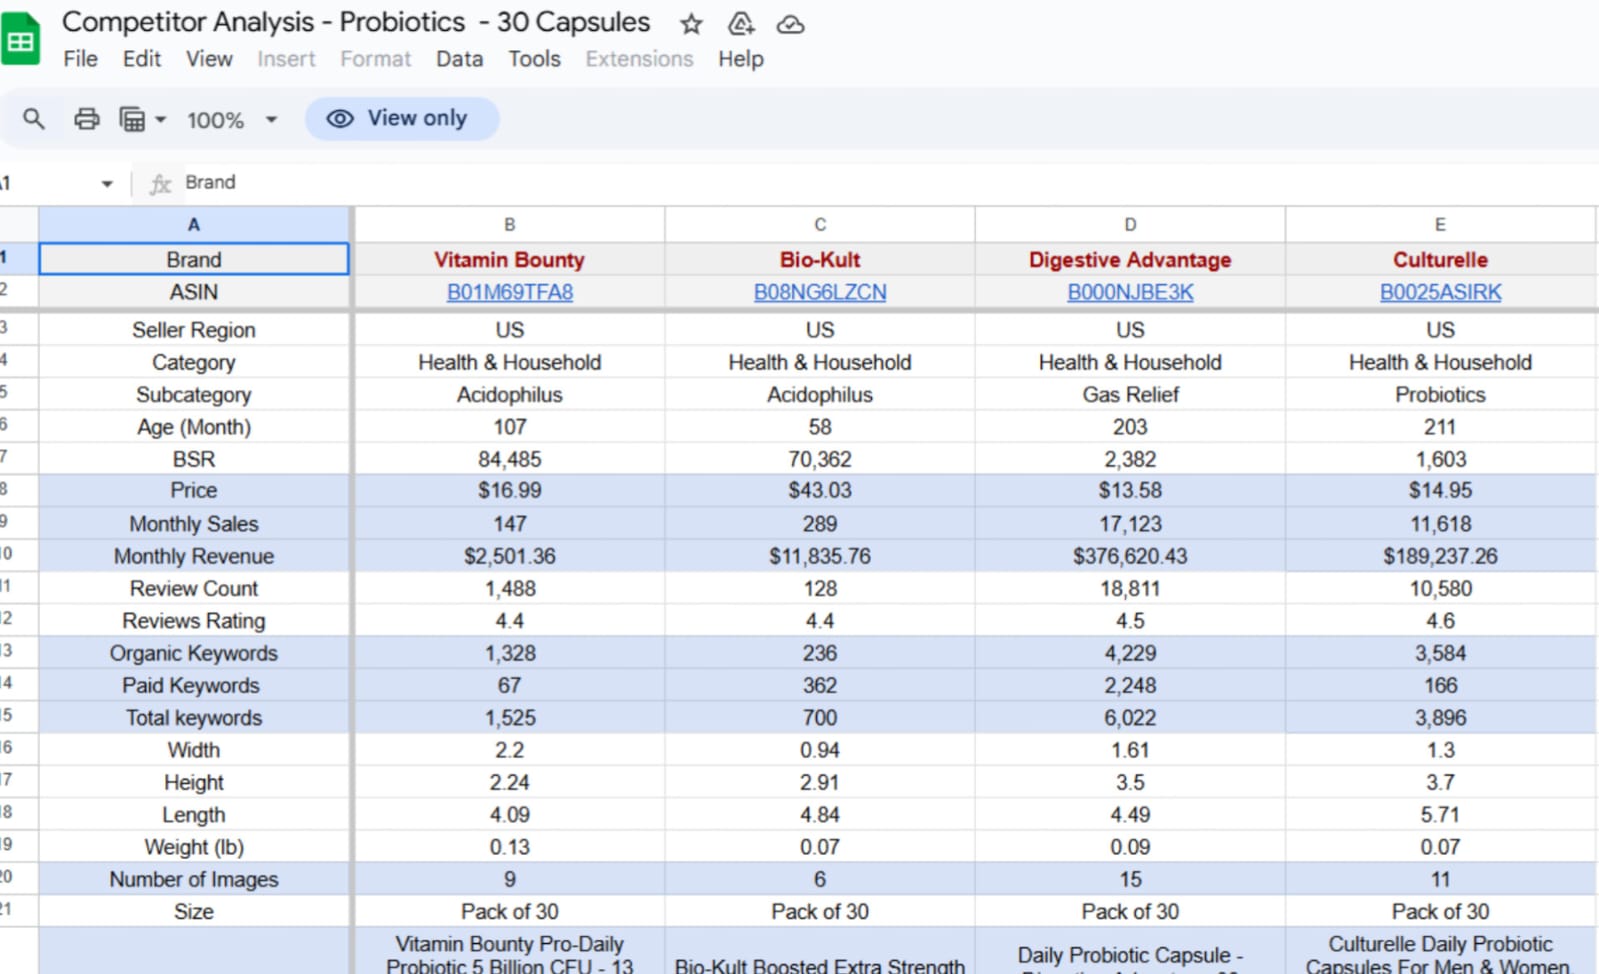 Competitor Analysis - Probiotics - 30 Capsules
File Edit View Insert Format Data Tools Extensions Help
100% View only
fx Brand
A B C D E
1 Brand Vitamin Bounty Bio-Kult Digestive Advantage Culturelle
2 ASIN B01M69TFA8 B08NG6LZCN B000NJBE3K B0025ASIRK
3 Seller Region US US US US
4 Category Health & Household Health & Household Health & Household Health & Household
5 Subcategory Acidophilus Acidophilus Gas Relief Probiotics
6 Age (Month) 107 58 203 211
7 BSR 84,485 70,362 2,382 1,603
8 Price $16.99 $43.03 $13.58 $14.95
9 Monthly Sales 147 289 17,123 11,618
10 Monthly Revenue $2,501.36 $11,835.76 $376,620.43 $189,237.26
11 Review Count 1,488 128 18,811 10,580
12 Reviews Rating 4.4 4.4 4.5 4.6
13 Organic Keywords 1,328 236 4,229 3,584
14 Paid Keywords 67 362 2,248 166
15 Total keywords 1,525 700 6,022 3,896
16 Width 2.2 0.94 1.61 1.3
17 Height 2.24 2.91 3.5 3.7
18 Length 4.09 4.84 4.49 5.71
19 Weight (lb) 0.13 0.07 0.09 0.07
20 Number of Images 9 6 15 11
21 Size Pack of 30 Pack of 30 Pack of 30 Pack of 30
Vitamin Bounty Pro-Daily Daily Probiotic Capsule - Culturelle Daily Probiotic
Probiotic 5 Billion CFU - 13 Bio-Kult Boosted Extra Strength Capsules For Men & Women